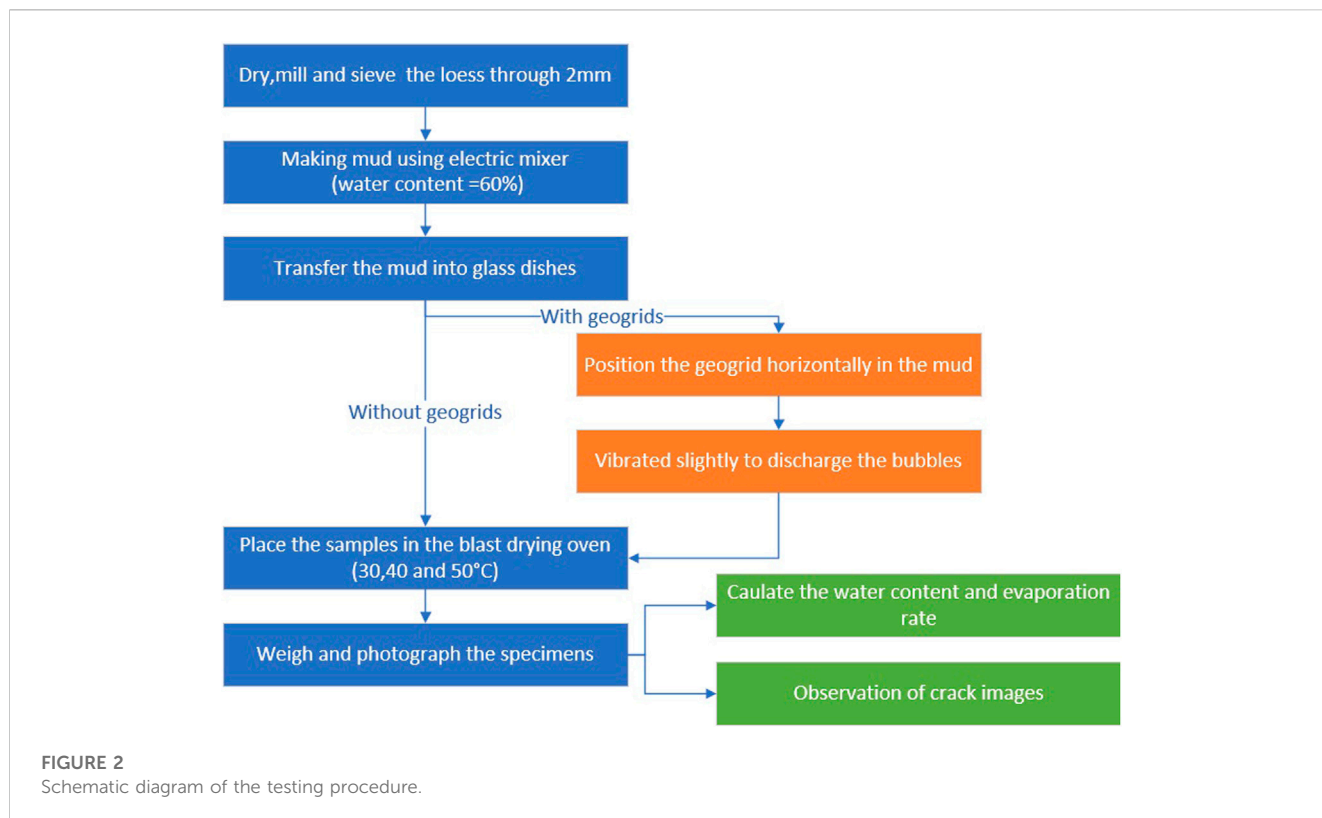 Dry,mill and sieve the loess through 2mm
Making mud using electric mixer
(water content =60%)
Transfer the mud into glass dishes
With geogrids
Position the geogrid horizontally in the mud
Without geogrids
Vibrated slightly to discharge the bubbles
Place the samples in the blast drying oven
(30,40 and 50°C)
Caulate the water content and evaporation
rate
Weigh and photograph the specimens
Observation of crack images
FIGURE 2
Schematic diagram of the testing procedure.